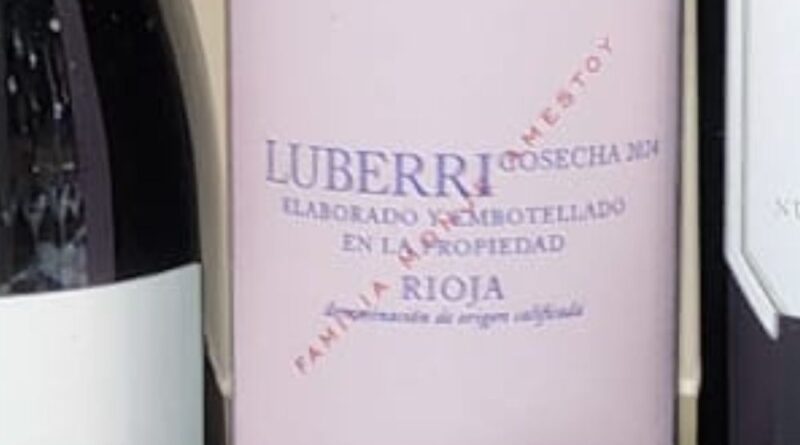 LUBERRI COSECHA 2024
ELABORADO Y EMBOTELLADO
EN LA PROPIEDAD
RIOJA
denominación de origen calificada
FAMILIA MONJE AMESTOY